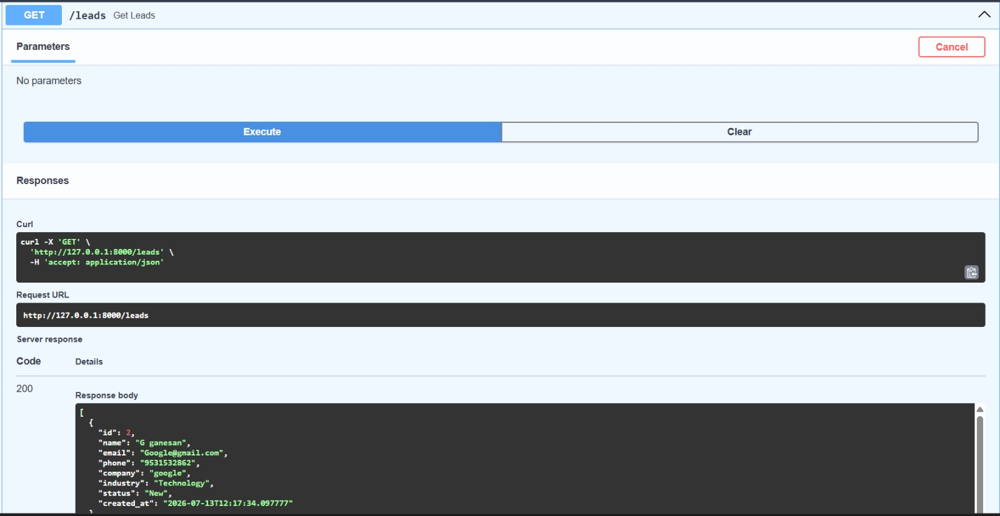 GET /leads Get Leads
Parameters
Cancel
No parameters
Execute
Clear
Responses
Curl
curl -X 'GET' \
  'http://127.0.0.1:8000/leads' \
  -H 'accept: application/json'
Request URL
http://127.0.0.1:8000/leads
Server response
Code Details
200
Response body
[
  {
    "id": 2,
    "name": "G ganesan",
    "email": "Google@gmail.com",
    "phone": "9531532862",
    "company": "google",
    "industry": "Technology",
    "status": "New",
    "created_at": "2026-07-13T12:17:34.097777"
  }